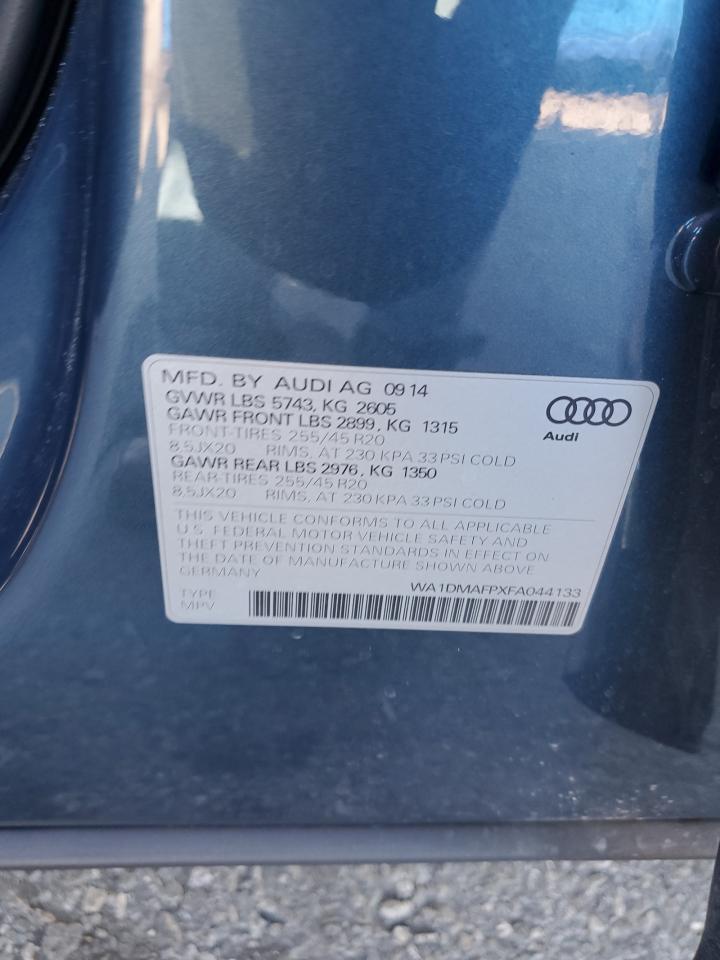 MFD. BY AUDI AG 09 14
GVWR LBS 5743, KG 2605
GAWR FRONT LBS 2899, KG 1315
FRONT-TIRES 255/45 R20
8,5JX20 RIMS, AT 230 KPA 33 PSI COLD
GAWR REAR LBS 2976, KG 1350
REAR-TIRES 255/45 R20
8,5JX20 RIMS, AT 230 KPA 33 PSI COLD
Audi
THIS VEHICLE CONFORMS TO ALL APPLICABLE
U.S. FEDERAL MOTOR VEHICLE SAFETY AND
THEFT PREVENTION STANDARDS IN EFFECT ON
THE DATE OF MANUFACTURE SHOWN ABOVE
GERMANY
WA1DMAFPXFA044133
TYPE
MPV